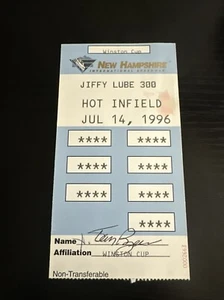 Winston Cup
NEW HAMPSHIRE
INTERNATIONAL SPEEDWAY
JIFFY LUBE 300
HOT INFIELD
JUL 14, 1996
**** ****
**** ****
**** ****
**** ****
Name
Affiliation WINSTON CUP
Non-Transferable